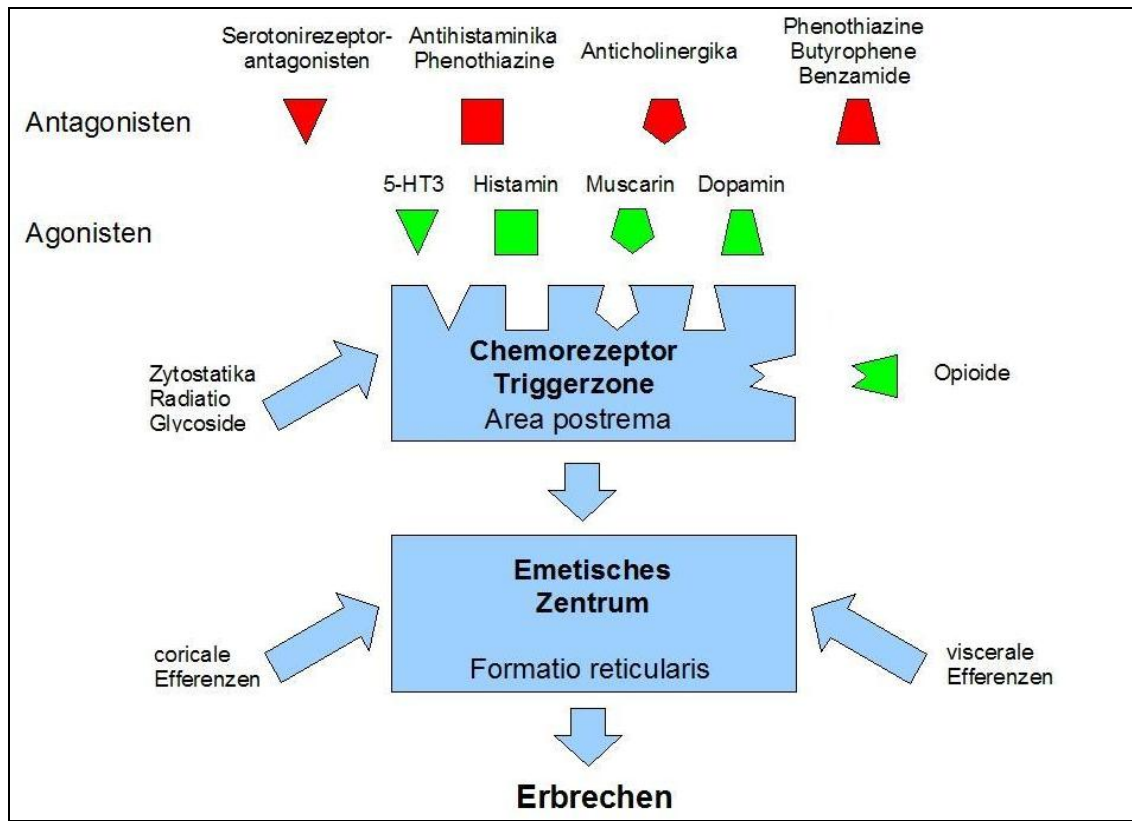 Serotonirezeptor-
antagonisten
Antihistaminika
Phenothiazine
Anticholinergika
Phenothiazine
Butyrophene
Benzamide
Antagonisten
5-HT3
Histamin
Muscarin
Dopamin
Agonisten
Chemorezeptor
Triggerzone
Area postrema
Zytostatika
Radiatio
Glycoside
Opioide
Emetisches
Zentrum
Formatio reticularis
coricale
Efferenzen
viscerale
Efferenzen
Erbrechen